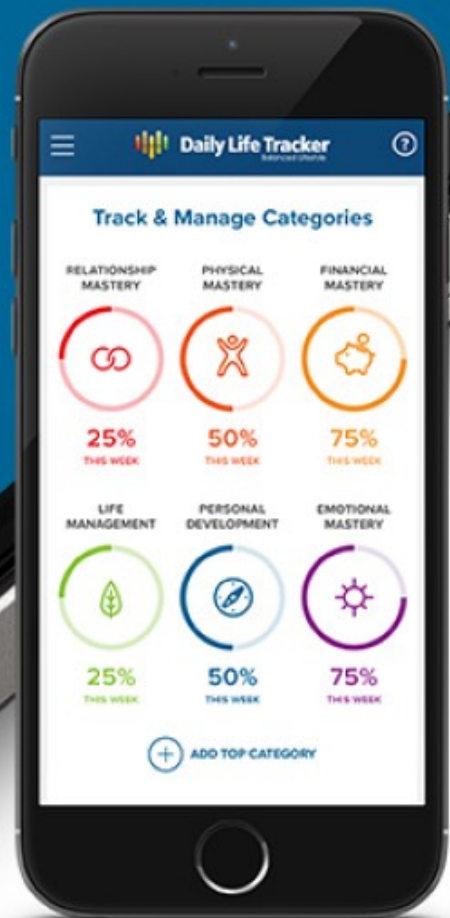 Daily Life Tracker
Balanced Lifestyle
?
Track & Manage Categories
RELATIONSHIP
MASTERY
PHYSICAL
MASTERY
FINANCIAL
MASTERY
25%
THIS WEEK
50%
THIS WEEK
75%
THIS WEEK
LIFE
MANAGEMENT
PERSONAL
DEVELOPMENT
EMOTIONAL
MASTERY
25%
THIS WEEK
50%
THIS WEEK
75%
THIS WEEK
ADD TOP CATEGORY